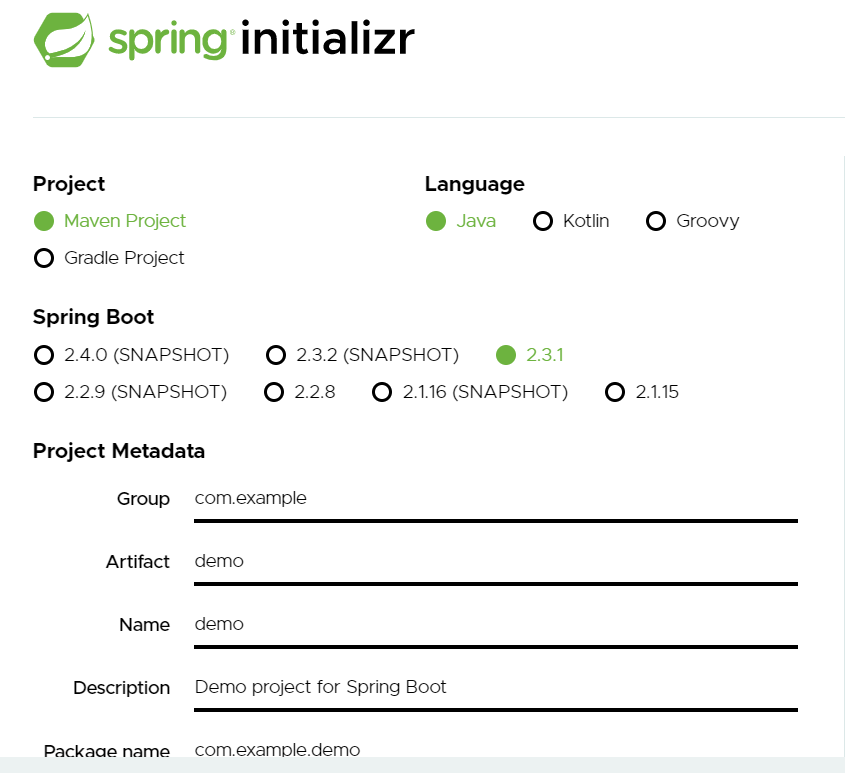 spring initializr
Project
Language
Maven Project
Java
Kotlin
Groovy
Gradle Project
Spring Boot
2.4.0 (SNAPSHOT)
2.3.2 (SNAPSHOT)
2.3.1
2.2.9 (SNAPSHOT)
2.2.8
2.1.16 (SNAPSHOT)
2.1.15
Project Metadata
Group com.example
Artifact demo
Name demo
Description Demo project for Spring Boot
Package name com.example.demo